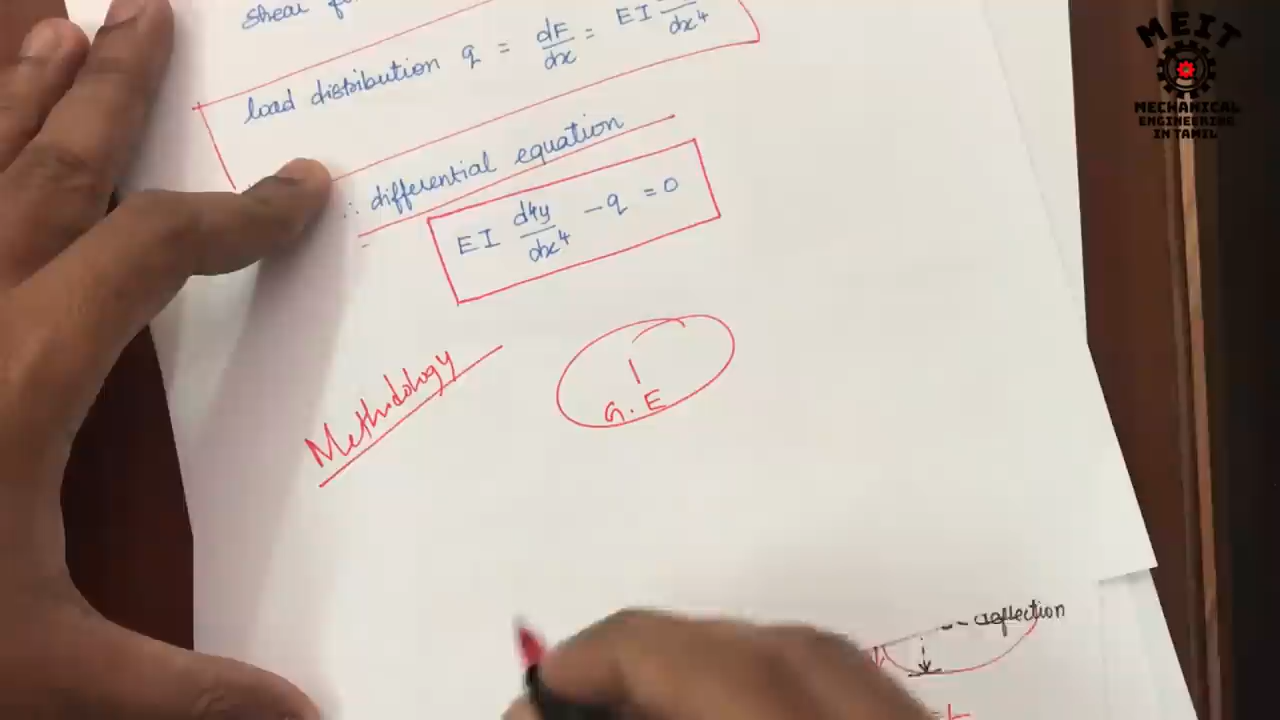 shear
load distribution q = dF/dx = EI /dx⁴
∴ differential equation
EI d⁴y/dx⁴ - q = 0
Methodology
G.E
deflection
MEIT
MECHANICAL
ENGINEERING
IN TAMIL